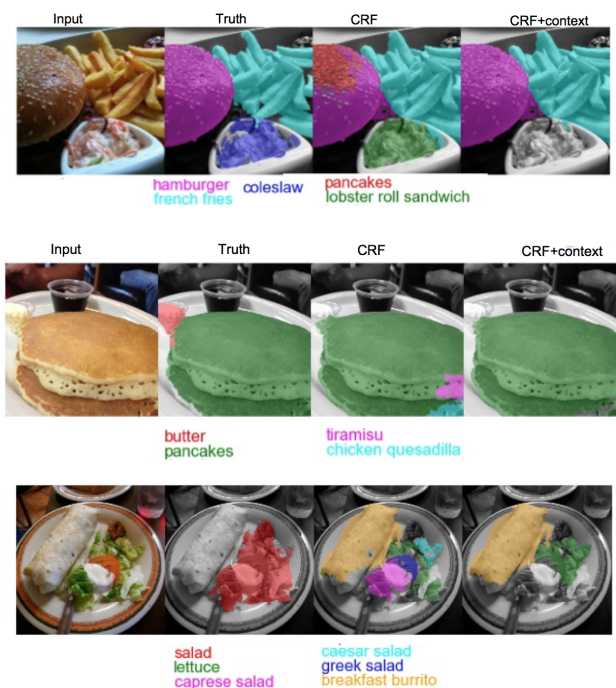 Input Truth CRF CRF+context
hamburger coleslaw pancakes
french fries lobster roll sandwich
Input Truth CRF CRF+context
butter tiramisu
pancakes chicken quesadilla
salad caesar salad
lettuce greek salad
caprese salad breakfast burrito